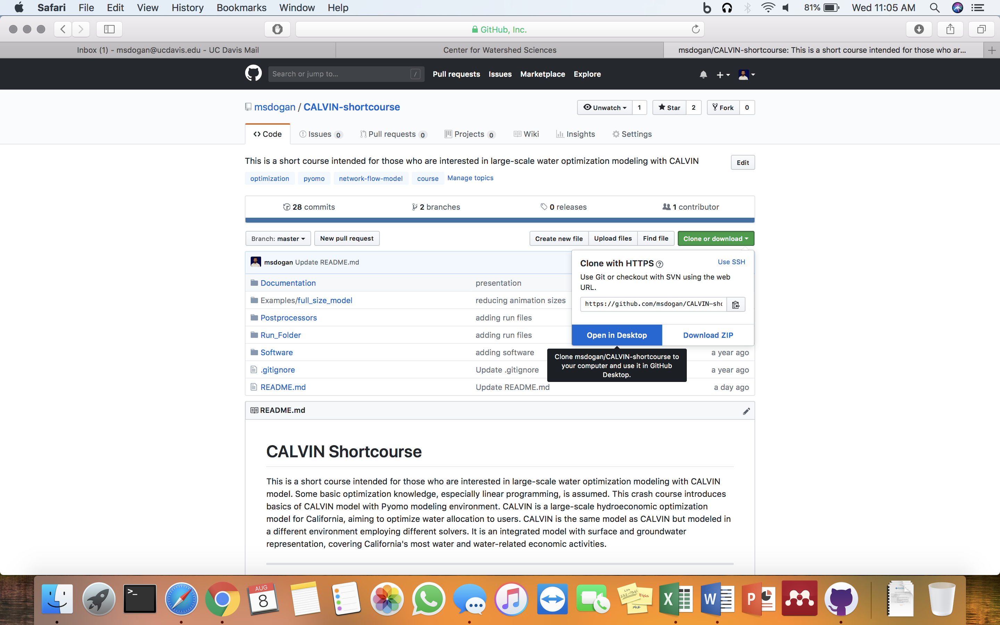 Safari File Edit View History Bookmarks Window Help 81% Wed 11:05 AM
GitHub, Inc.
Inbox (1) - msdogan@ucdavis.edu - UC Davis Mail
Center for Watershed Sciences
msdogan/CALVIN-shortcourse: This is a short course intended for those who ar...
Search or jump to... / Pull requests Issues Marketplace Explore
msdogan / CALVIN-shortcourse
Unwatch 1 Star 2 Fork 0
Code Issues 0 Pull requests 0 Projects 0 Wiki Insights Settings
This is a short course intended for those who are interested in large-scale water optimization modeling with CALVIN
Edit
optimization pyomo network-flow-model course Manage topics
28 commits 2 branches 0 releases 1 contributor
Branch: master New pull request Create new file Upload files Find file Clone or download
msdogan Update README.md
Documentation presentation
Examples/full_size_model reducing animation sizes
Postprocessors adding run files
Run_Folder adding run files
Software adding software a year ago
.gitignore Update .gitignore a year ago
README.md Update README.md a day ago
Clone with HTTPS ? Use SSH
Use Git or checkout with SVN using the web
URL.
https://github.com/msdogan/CALVIN-sho
Open in Desktop Download ZIP
Clone msdogan/CALVIN-shortcourse to
your computer and use it in GitHub
Desktop.
README.md
CALVIN Shortcourse
This is a short course intended for those who are interested in large-scale water optimization modeling with CALVIN
model. Some basic optimization knowledge, especially linear programming, is assumed. This crash course introduces
basics of CALVIN model with Pyomo modeling environment. CALVIN is a large-scale hydroeconomic optimization
model for California, aiming to optimize water allocation to users. CALVIN is the same model as CALVIN but modeled in
a different environment employing different solvers. It is an integrated model with surface and groundwater
representation, covering California's most water and water-related economic activities.
>_
AUG
8
LOU
555-7361
EGGS
MILK
X
W
P